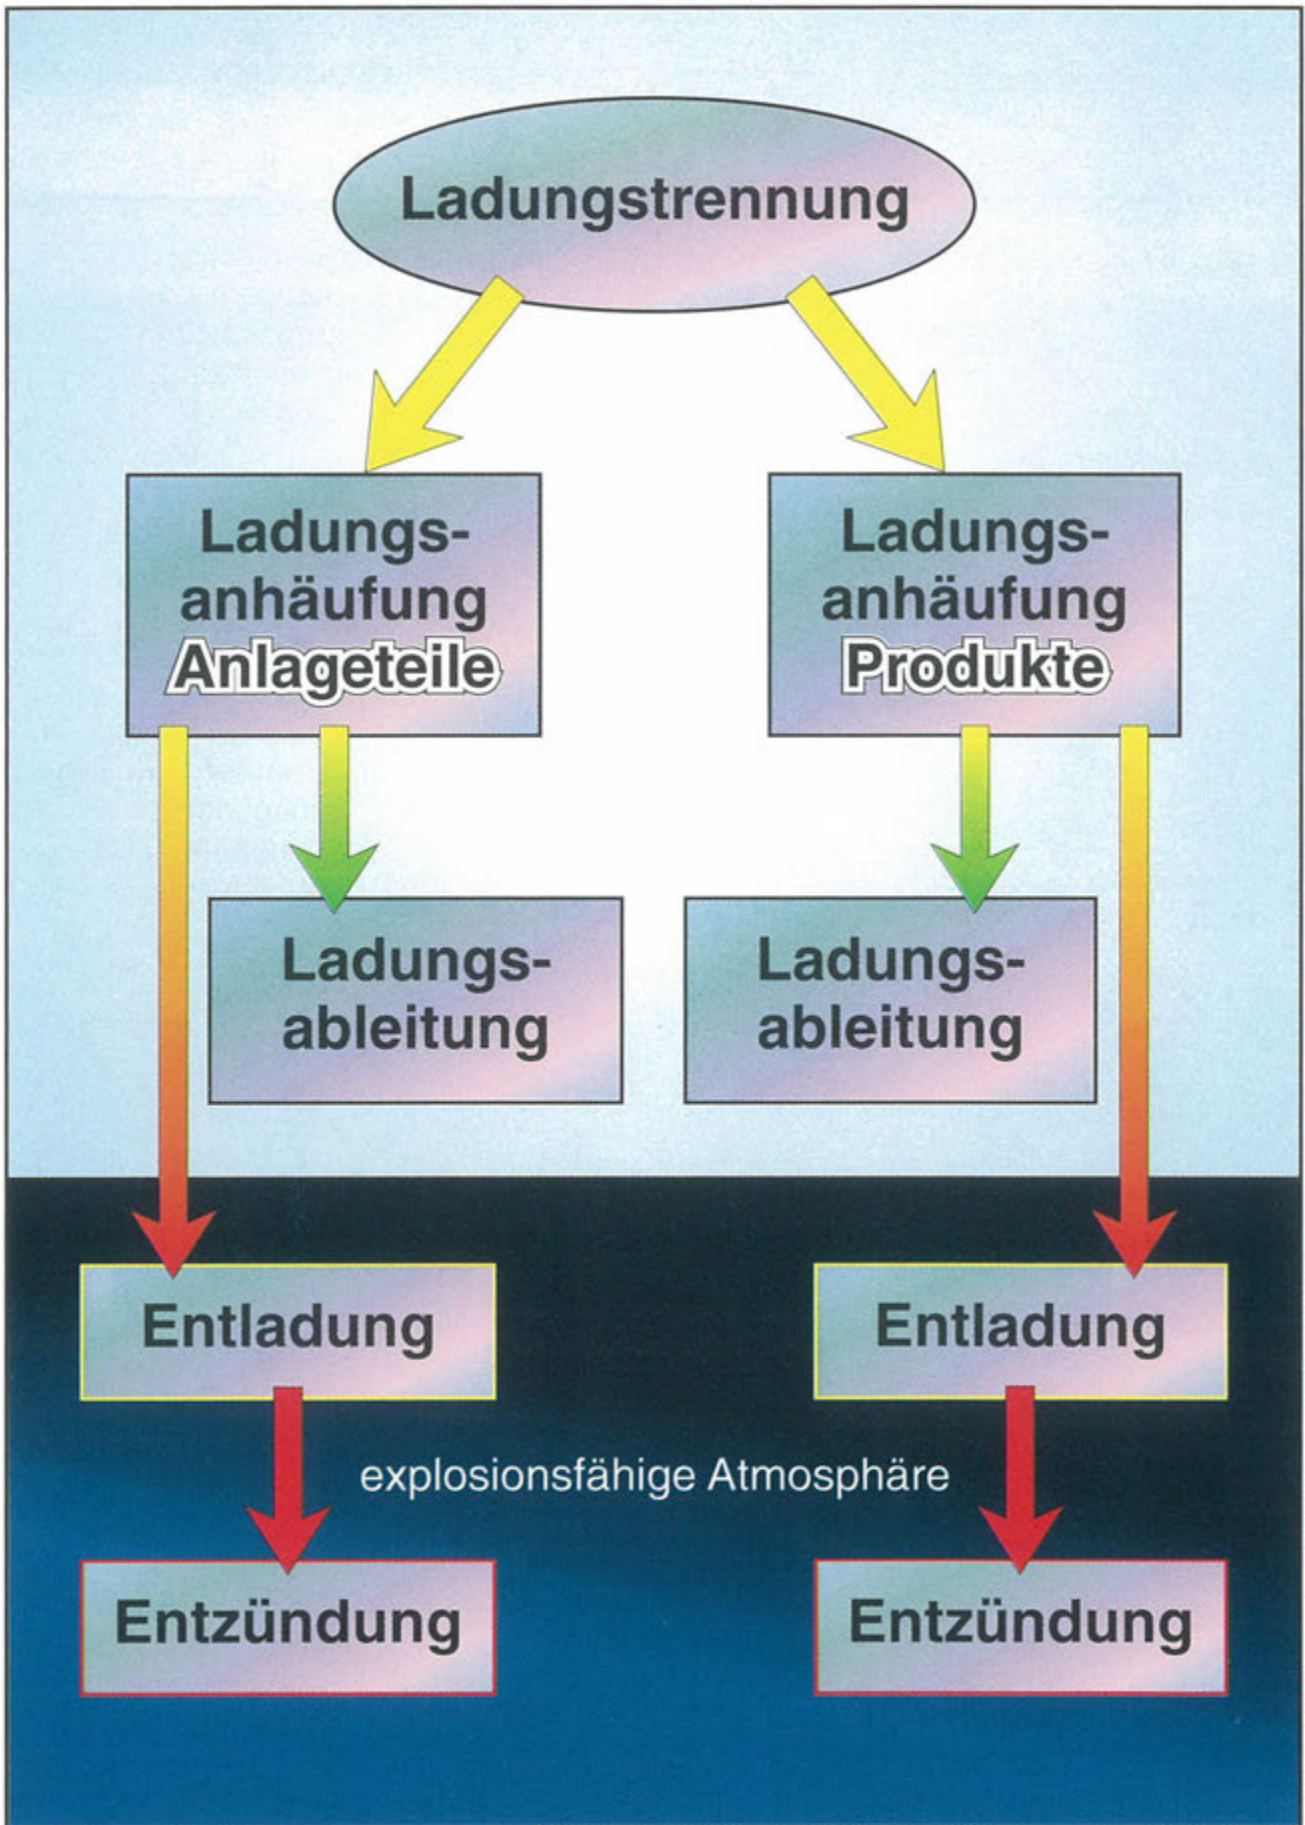 Ladungstrennung
Ladungs-
anhäufung
Anlageteile
Ladungs-
anhäufung
Produkte
Ladungs-
ableitung
Ladungs-
ableitung
Entladung
Entladung
explosionsfähige Atmosphäre
Entzündung
Entzündung